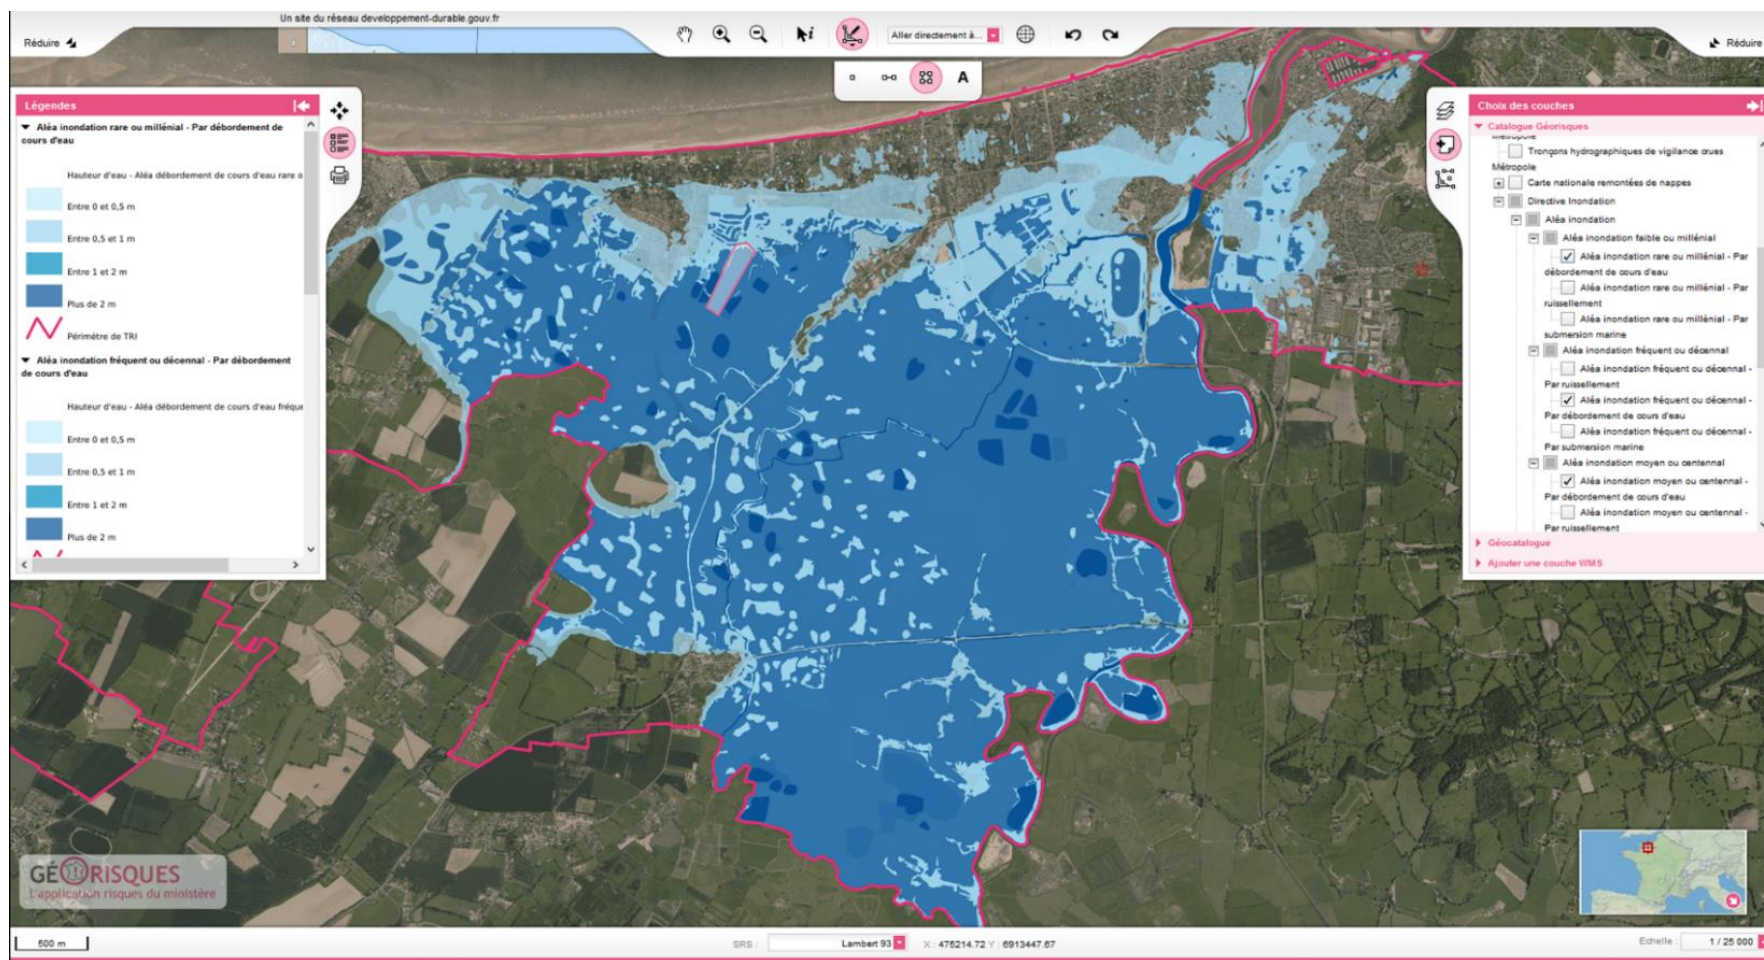 Un site du réseau developpement-durable.gouv.fr
Réduire
Aller directement à...
Réduire
A
Légendes
Aléa inondation rare ou millénial - Par débordement de
cours d'eau
Hauteur d'eau - Aléa débordement de cours d'eau rare o
Entre 0 et 0,5 m
Entre 0,5 et 1 m
Entre 1 et 2 m
Plus de 2 m
Périmètre de TRI
Aléa inondation fréquent ou décennal - Par débordement
de cours d'eau
Hauteur d'eau - Aléa débordement de cours d'eau fréque
Entre 0 et 0,5 m
Entre 0,5 et 1 m
Entre 1 et 2 m
Plus de 2 m
Choix des couches
Catalogue Géorisques
Métropole
Tronçons hydrographiques de vigilance crues
Métropole
Carte nationale remontées de nappes
Directive Inondation
Aléa inondation
Aléa inondation faible ou millénial
Aléa inondation rare ou millénial - Par
débordement de cours d'eau
Aléa inondation rare ou millénial - Par
ruissellement
Aléa inondation rare ou millénial - Par
submersion marine
Aléa inondation fréquent ou décennal
Aléa inondation fréquent ou décennal -
Par ruissellement
Aléa inondation fréquent ou décennal -
Par débordement de cours d'eau
Aléa inondation fréquent ou décennal -
Par submersion marine
Aléa inondation moyen ou centennal
Aléa inondation moyen ou centennal -
Par débordement de cours d'eau
Aléa inondation moyen ou centennal -
Par ruissellement
Géocatalogue
Ajouter une couche WMS
GÉORISQUES
L'application risques du ministère
500 m
SRS :
Lambert 93
X : 475214.72 Y : 6913447.67
Echelle :
1 / 25 000